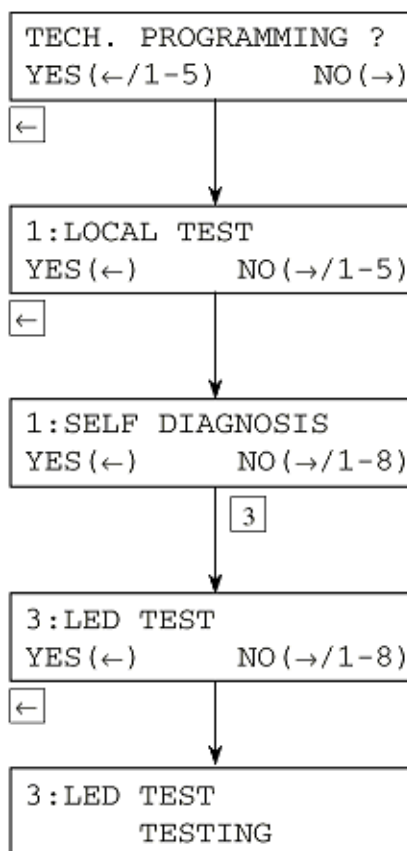 TECH. PROGRAMMING ?
YES(←/1-5) NO(→)
←
1:LOCAL TEST
YES(←) NO(→/1-5)
←
1:SELF DIAGNOSIS
YES(←) NO(→/1-8)
3
3:LED TEST
YES(←) NO(→/1-8)
←
3:LED TEST
TESTING